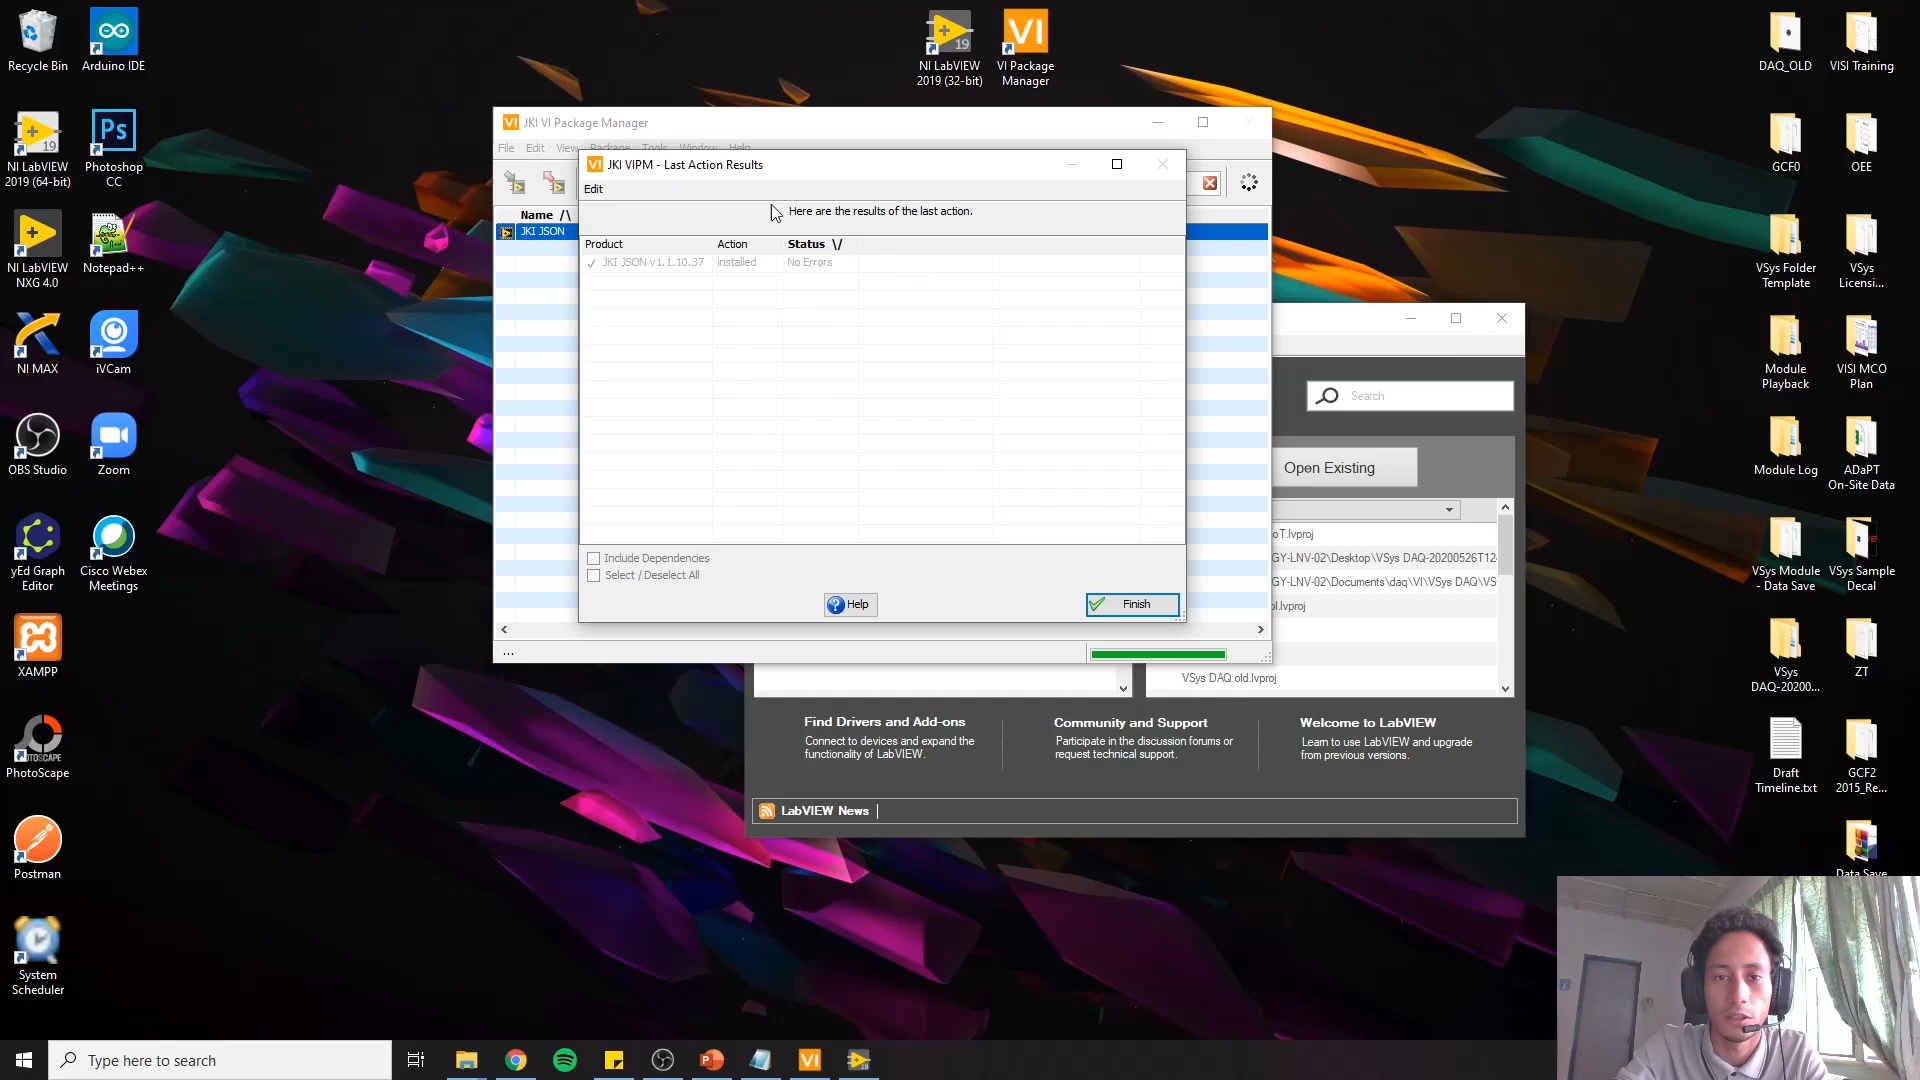 Recycle Bin
Arduino IDE
NI LabVIEW
2019 (64-bit)
Photoshop
CC
NI LabVIEW
NXG 4.0
Notepad++
NI MAX
iVCam
OBS Studio
Zoom
yEd Graph
Editor
Cisco Webex
Meetings
XAMPP
PhotoScape
Postman
System
Scheduler
NI LabVIEW
2019 (32-bit)
VI Package
Manager
DAQ_OLD
VISI Training
GCF0
OEE
VSys Folder
Template
VSys
Licensi...
Module
Playback
VISI MCO
Plan
Module Log
ADaPT
On-Site Data
VSys Module
- Data Save
VSys Sample
Decal
VSys
DAQ-20200...
ZT
Draft
Timeline.txt
GCF2
2015_Re...
Data Save
JKI VI Package Manager
File Edit View Package Tools Window Help
Name /\
JKI JSON
JKI VIPM - Last Action Results
Edit
Here are the results of the last action.
Product Action Status \/
JKI JSON v1.1.10.37 installed No Errors
Include Dependencies
Select / Deselect All
Help
Finish
...
Search
Open Existing
oT.lvproj
GY-LNV-02\Desktop\VSys DAQ-20200526T12
GY-LNV-02\Documents\daq\VI\VSys DAQ\VS
ol.lvproj
VSys DAQ old.lvproj
Find Drivers and Add-ons
Connect to devices and expand the
functionality of LabVIEW.
Community and Support
Participate in the discussion forums or
request technical support.
Welcome to LabVIEW
Learn to use LabVIEW and upgrade
from previous versions.
LabVIEW News
Type here to search